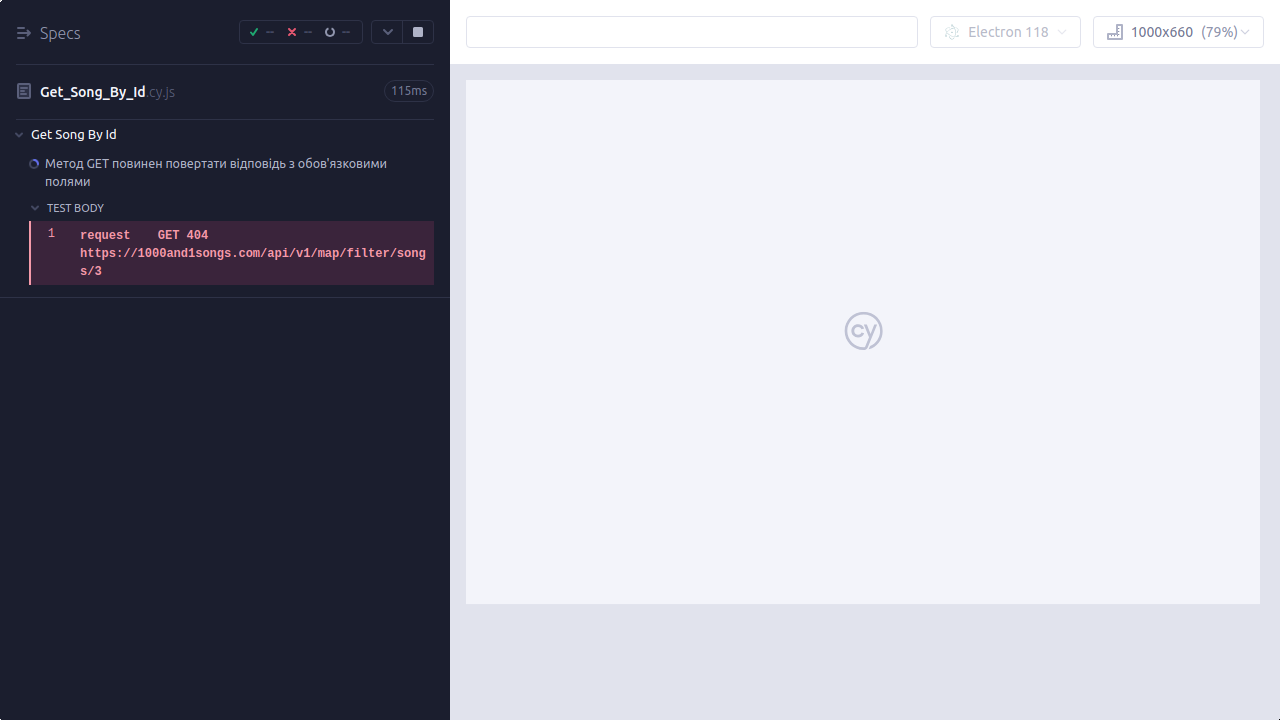 Specs
--
--
--
Electron 118
1000x660 (79%)
Get_Song_By_Id.cy.js
115ms
Get Song By Id
Метод GET повинен повертати відповідь з обов'язковими
полями
TEST BODY
1 request GET 404
https://1000and1songs.com/api/v1/map/filter/song
s/3
cy